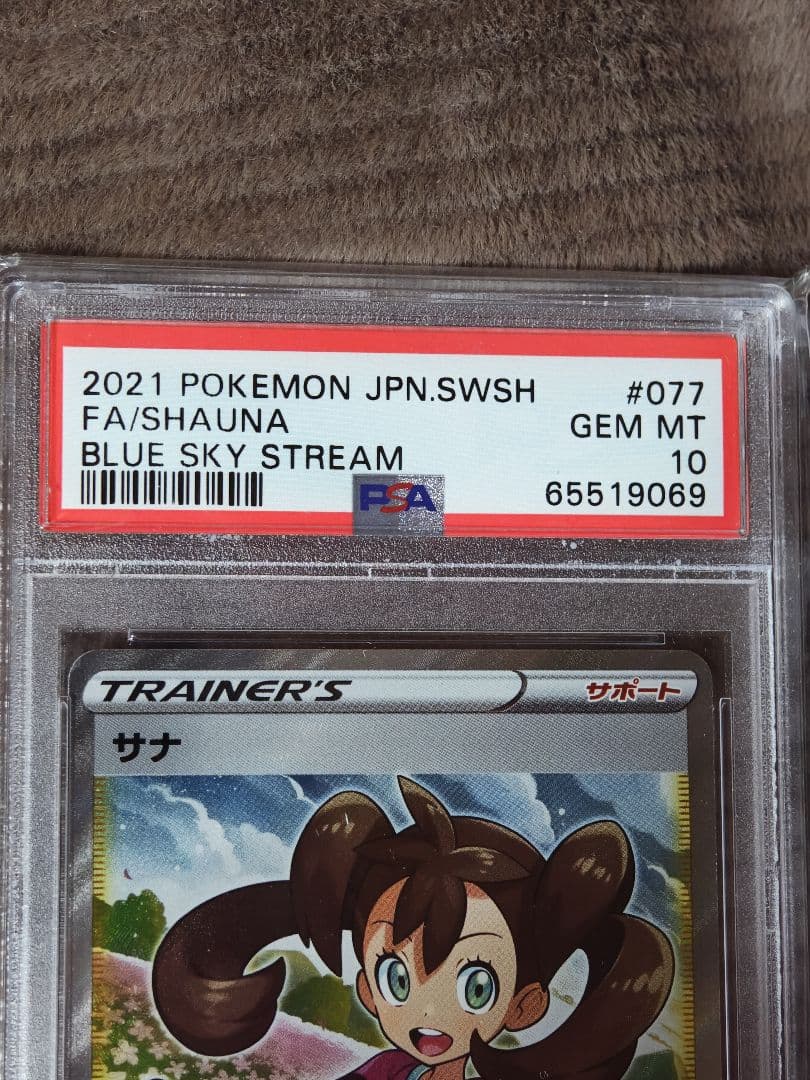 2021 POKEMON JPN.SWSH #077
FA/SHAUNA GEM MT
BLUE SKY STREAM 10
PSA 65519069
TRAINER'S サポート
サナ